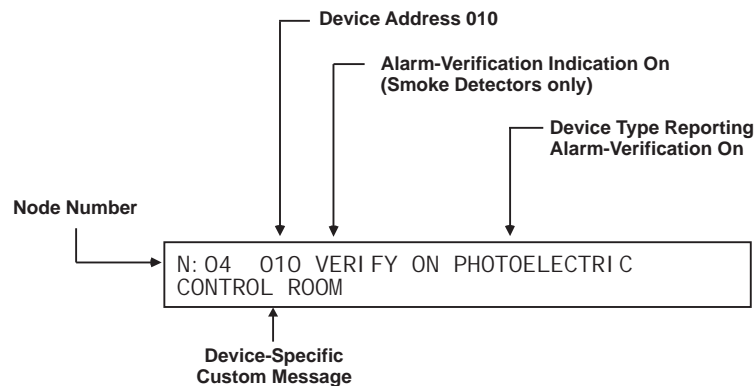 Device Address 010
Alarm-Verification Indication On
(Smoke Detectors only)
Device Type Reporting
Alarm-Verification On
Node Number
N:04 010 VERIFY ON PHOTOELECTRIC
CONTROL ROOM
Device-Specific
Custom Message